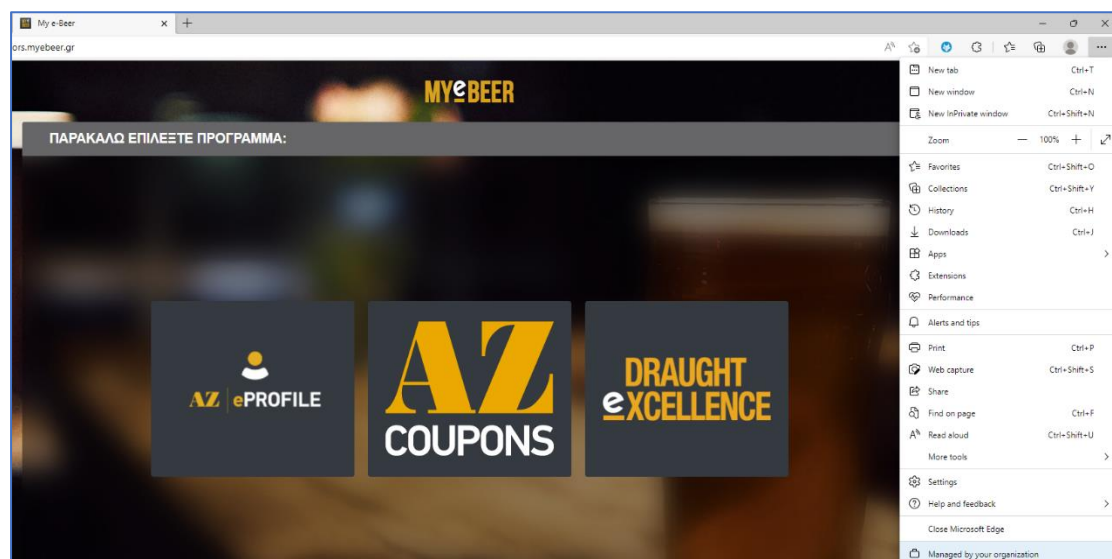 My e-Beer
ors.myebeer.gr
MYeBEER
ΠΑΡΑΚΑΛΩ ΕΠΙΛΕΞΤΕ ΠΡΟΓΡΑΜΜΑ:
AZ | ePROFILE
AZ
COUPONS
DRAUGHT
eXCELLENCE
New tab Ctrl+T
New window Ctrl+N
New InPrivate window Ctrl+Shift+N
Zoom — 100% +
Favorites Ctrl+Shift+O
Collections Ctrl+Shift+Y
History Ctrl+H
Downloads Ctrl+J
Apps
Extensions
Performance
Alerts and tips
Print Ctrl+P
Web capture Ctrl+Shift+S
Share
Find on page Ctrl+F
Read aloud Ctrl+Shift+U
More tools
Settings
Help and feedback
Close Microsoft Edge
Managed by your organization